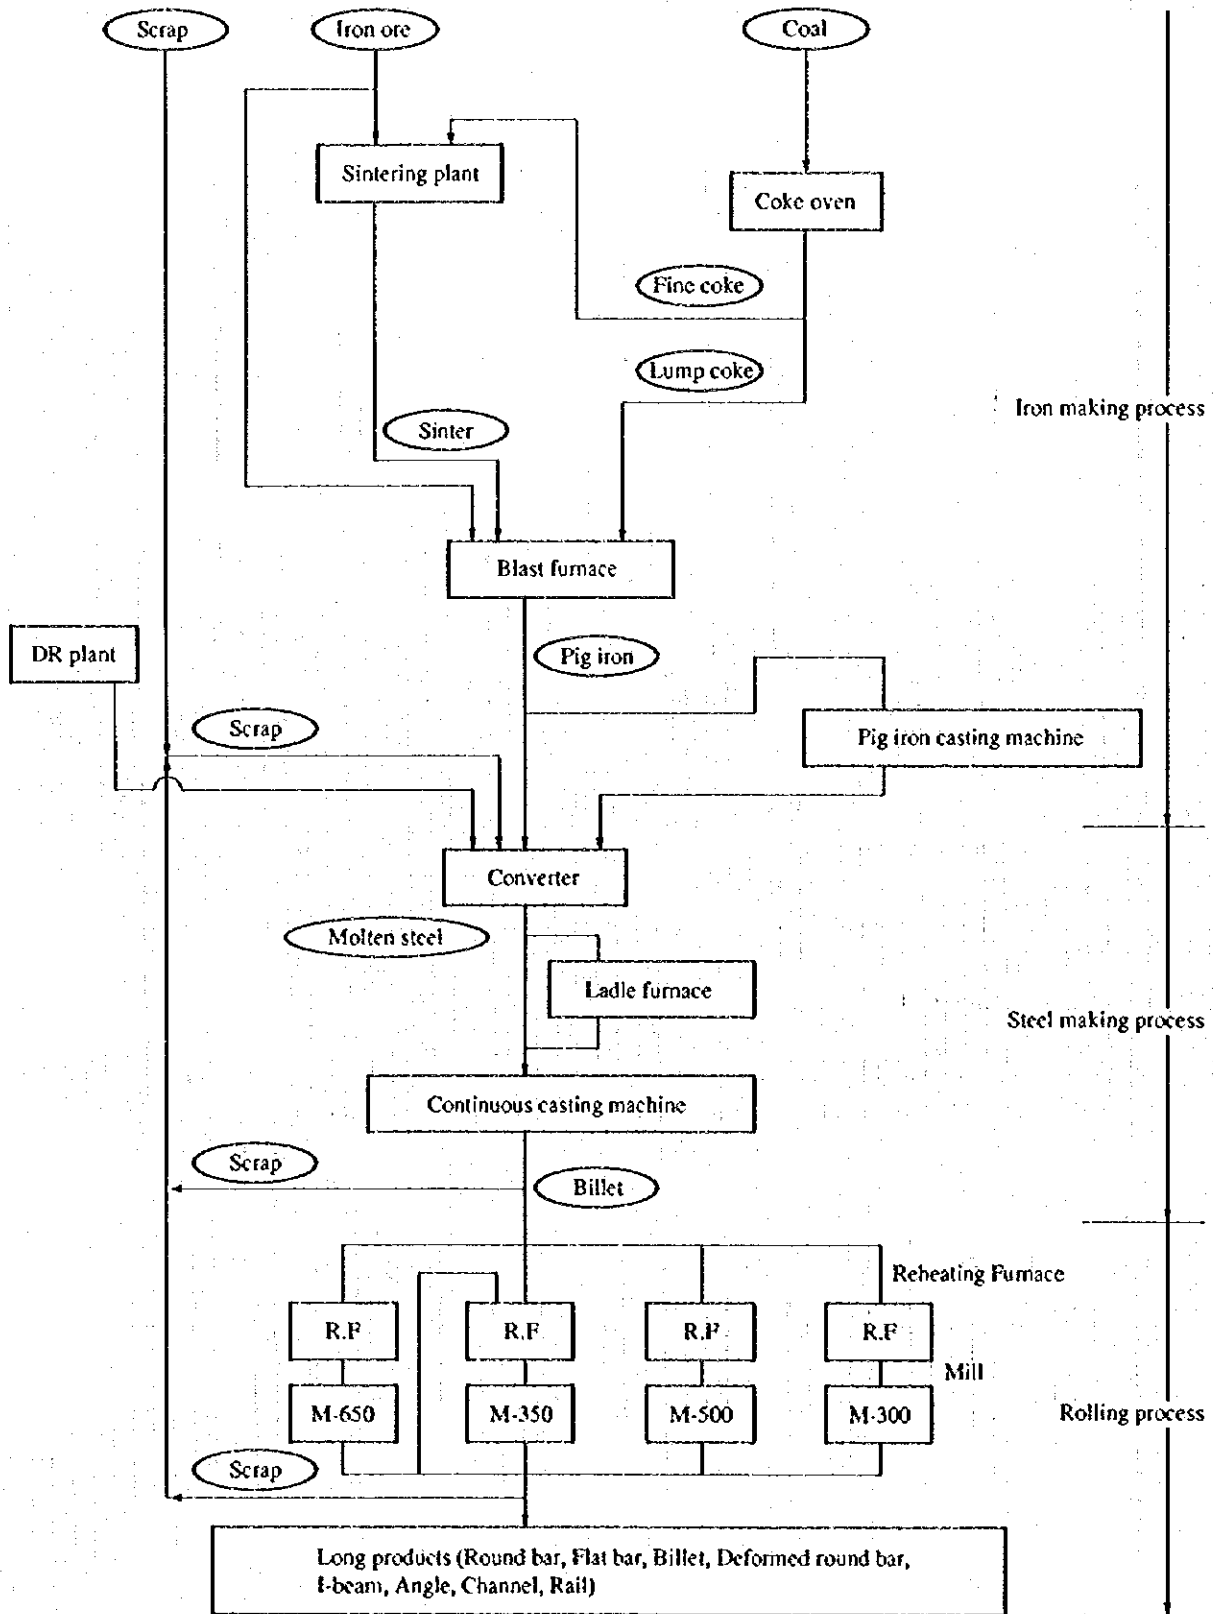 Scrap
Iron ore
Coal
Sintering plant
Coke oven
Fine coke
Lump coke
Iron making process
Sinter
Blast furnace
DR plant
Pig iron
Scrap
Pig iron casting machine
Converter
Molten steel
Ladle furnace
Steel making process
Continuous casting machine
Scrap
Billet
Reheating Furnace
R.F
R.F
R.F
R.F
Mill
M-650
M-350
M-500
M-300
Rolling process
Scrap
Long products (Round bar, Flat bar, Billet, Deformed round bar,
I-beam, Angle, Channel, Rail)